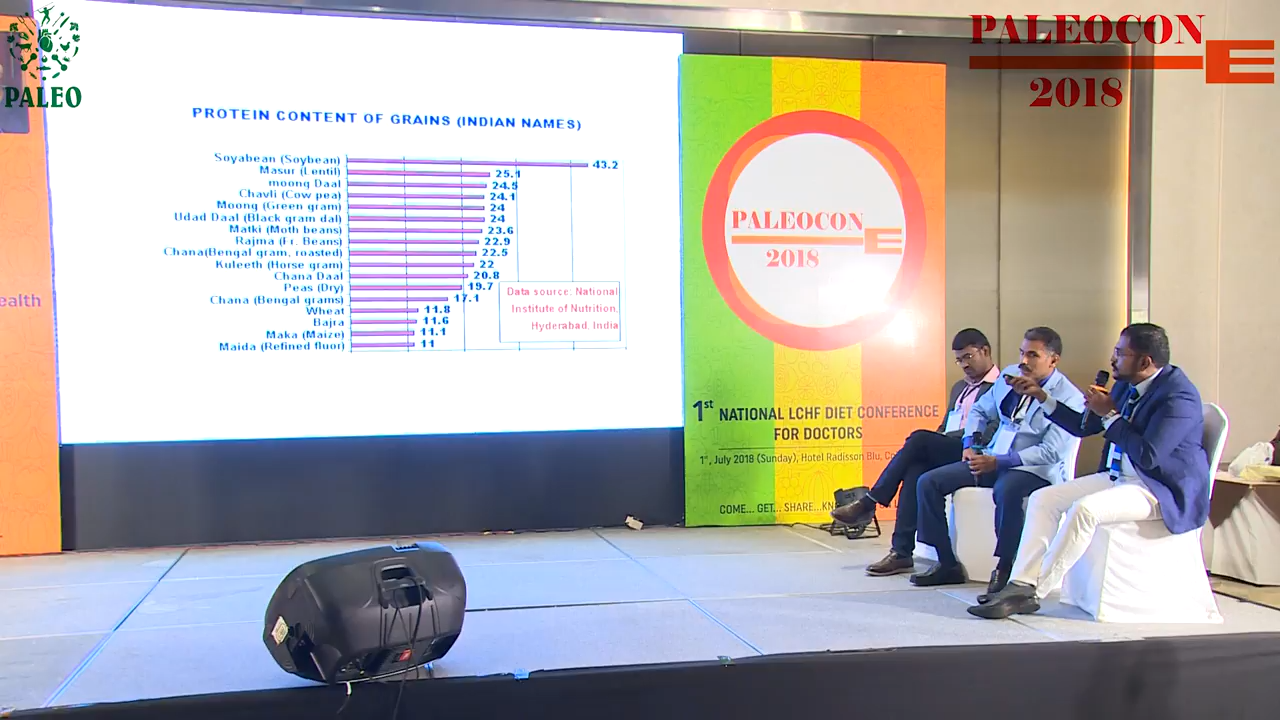 PALEO
PALEOCON
E
2018
PROTEIN CONTENT OF GRAINS (INDIAN NAMES)
Soyabean (Soybean) 43.2
Masur (Lentil) 25.1
moong Daal 24.5
Chavli (Cow pea) 24.1
Moong (Green gram) 24
Udad Daal (Black gram dal) 24
Matki (Moth beans) 23.6
Rajma (Fr. Beans) 22.9
Chana(Bengal gram, roasted) 22.5
Kuleeth (Horse gram) 22
Chana Daal 20.8
Peas (Dry) 19.7
Chana (Bengal grams) 17.1
Wheat 11.8
Bajra 11.6
Maka (Maize) 11.1
Maida (Refined fluor) 11
Data source: National
Institute of Nutrition,
Hyderabad, India
ealth
PALEOCON
E
2018
1st NATIONAL LCHF DIET CONFERENCE
FOR DOCTORS
1st, July 2018 (Sunday), Hotel Radisson Blu,
COME... GET... SHARE...